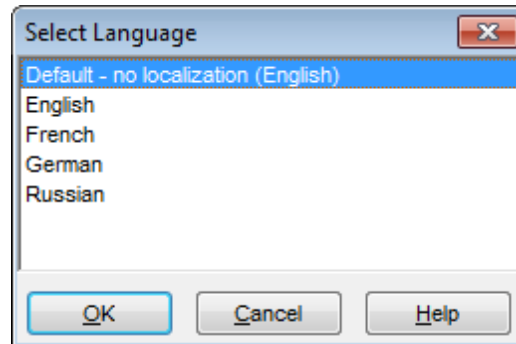 Select Language
Default - no localization (English)
English
French
German
Russian
OK Cancel Help